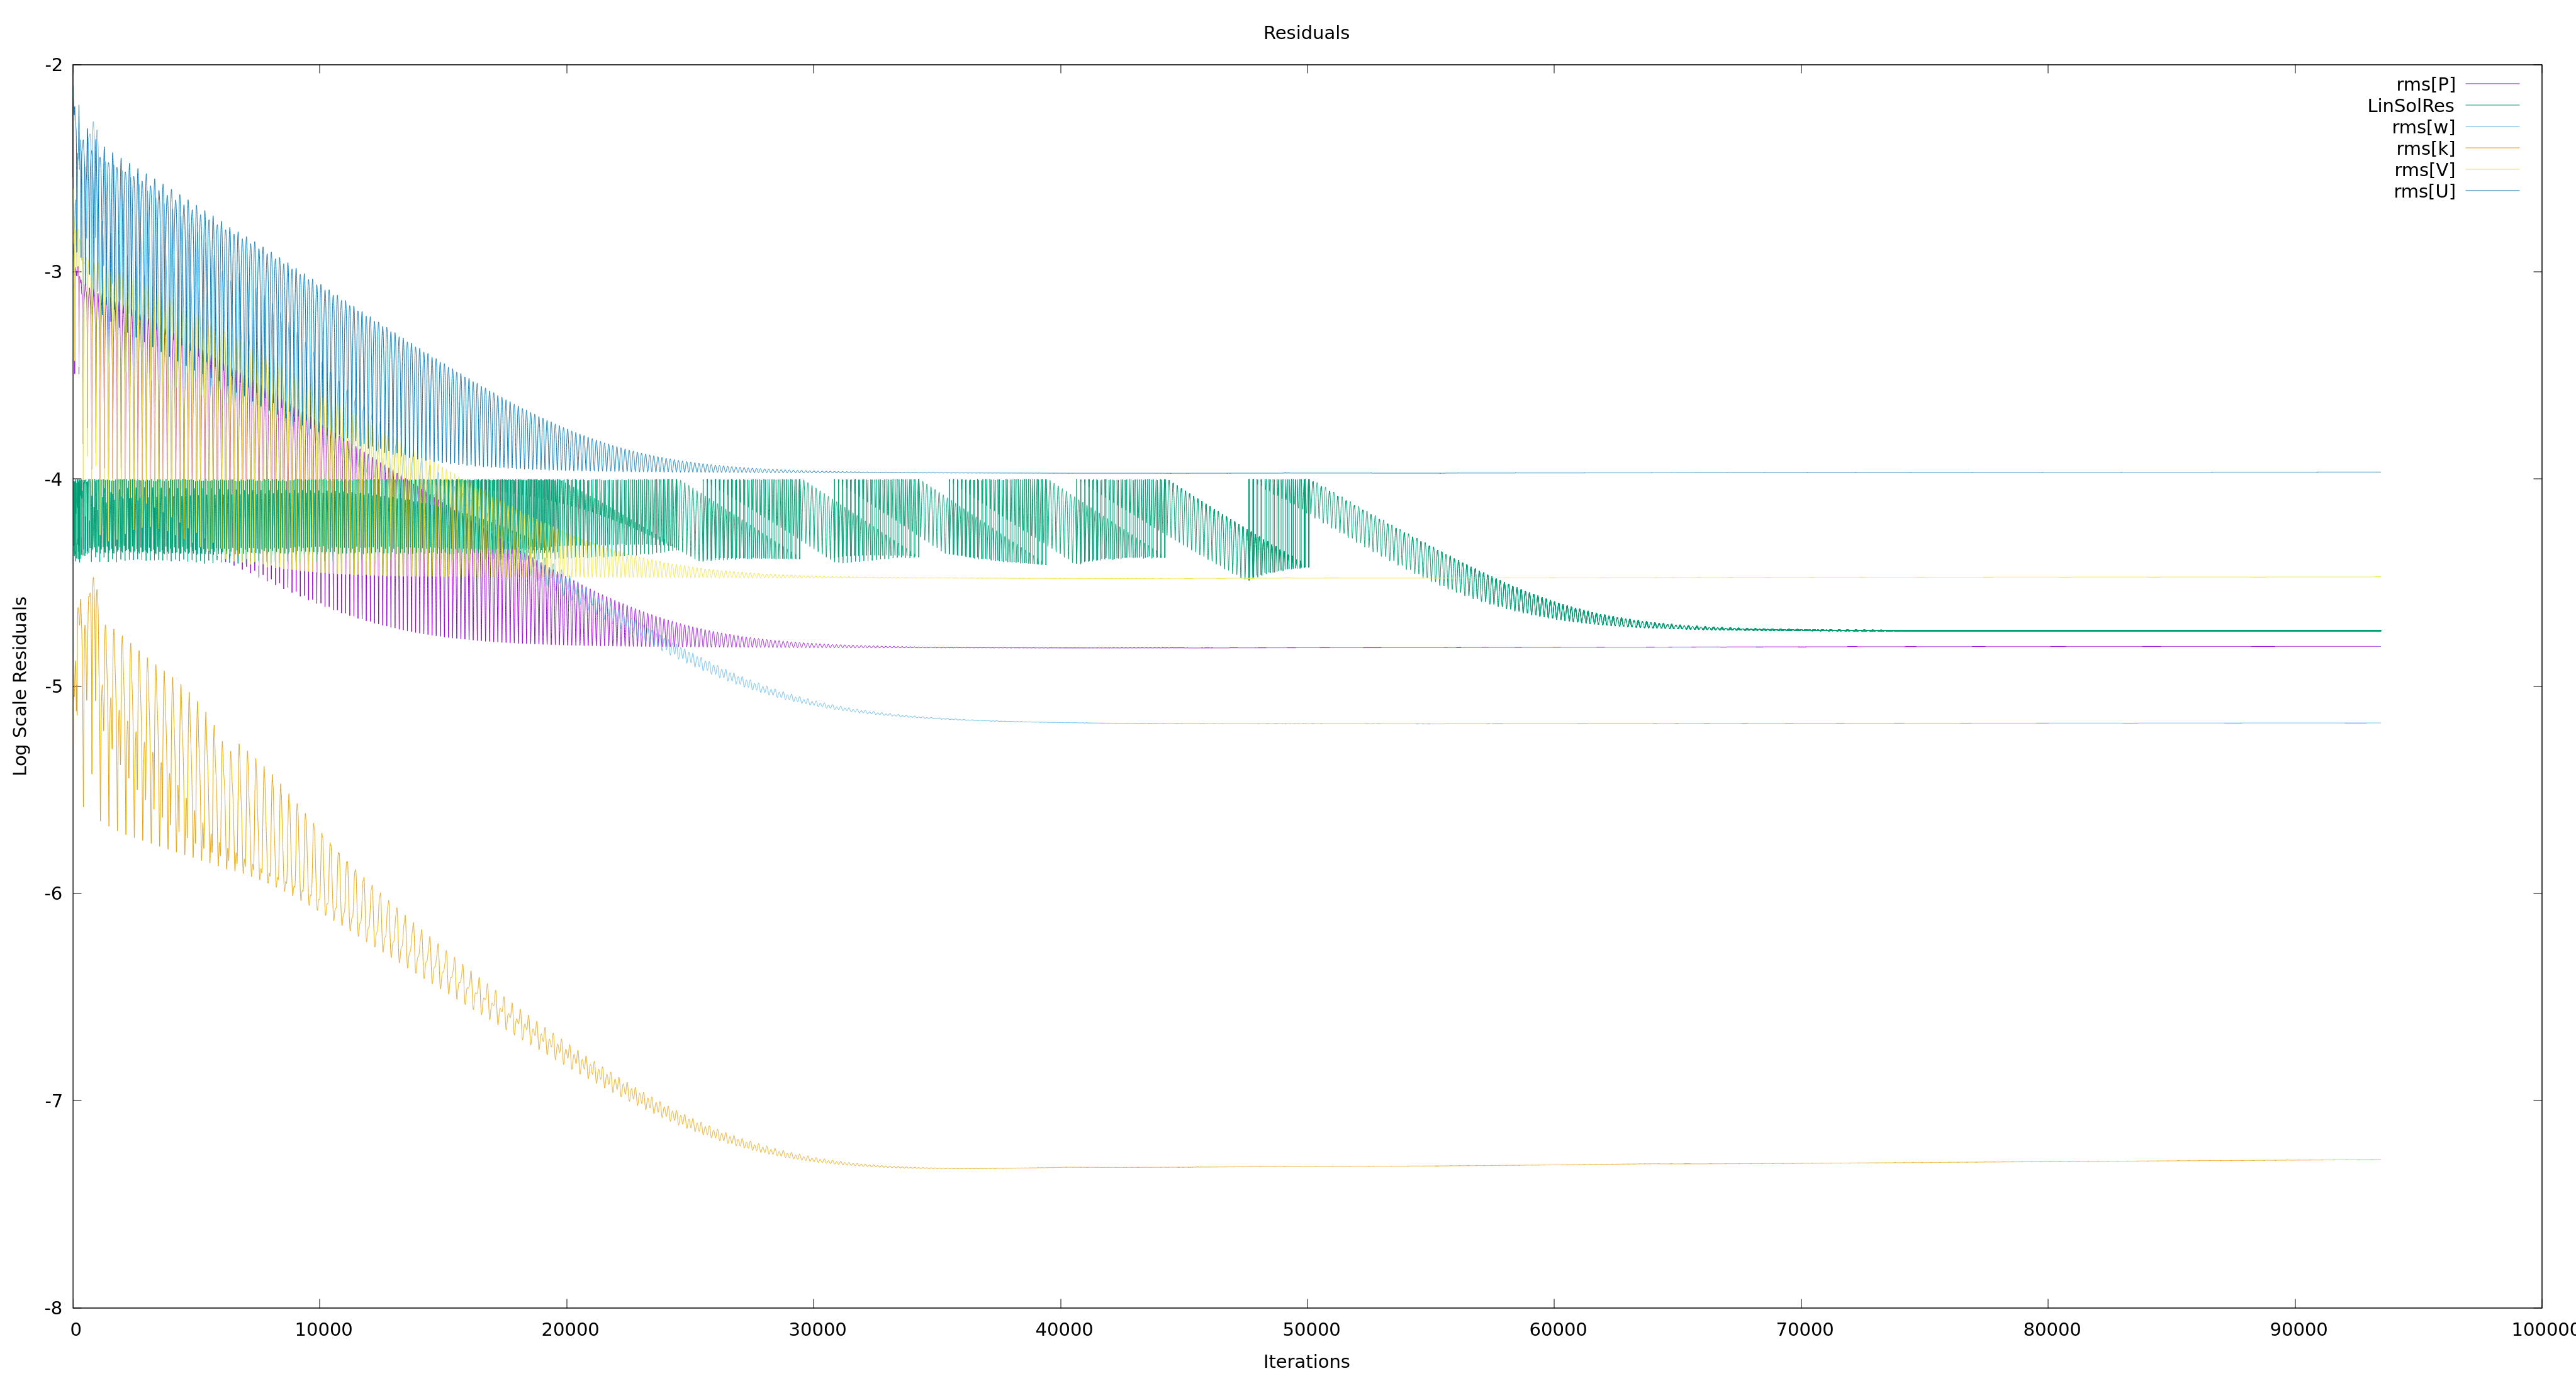 Residuals
rms[P]
LinSolRes
rms[w]
rms[k]
rms[V]
rms[U]
-2
-3
-4
-5
-6
-7
-8
Log Scale Residuals
0 10000 20000 30000 40000 50000 60000 70000 80000 90000 100000
Iterations